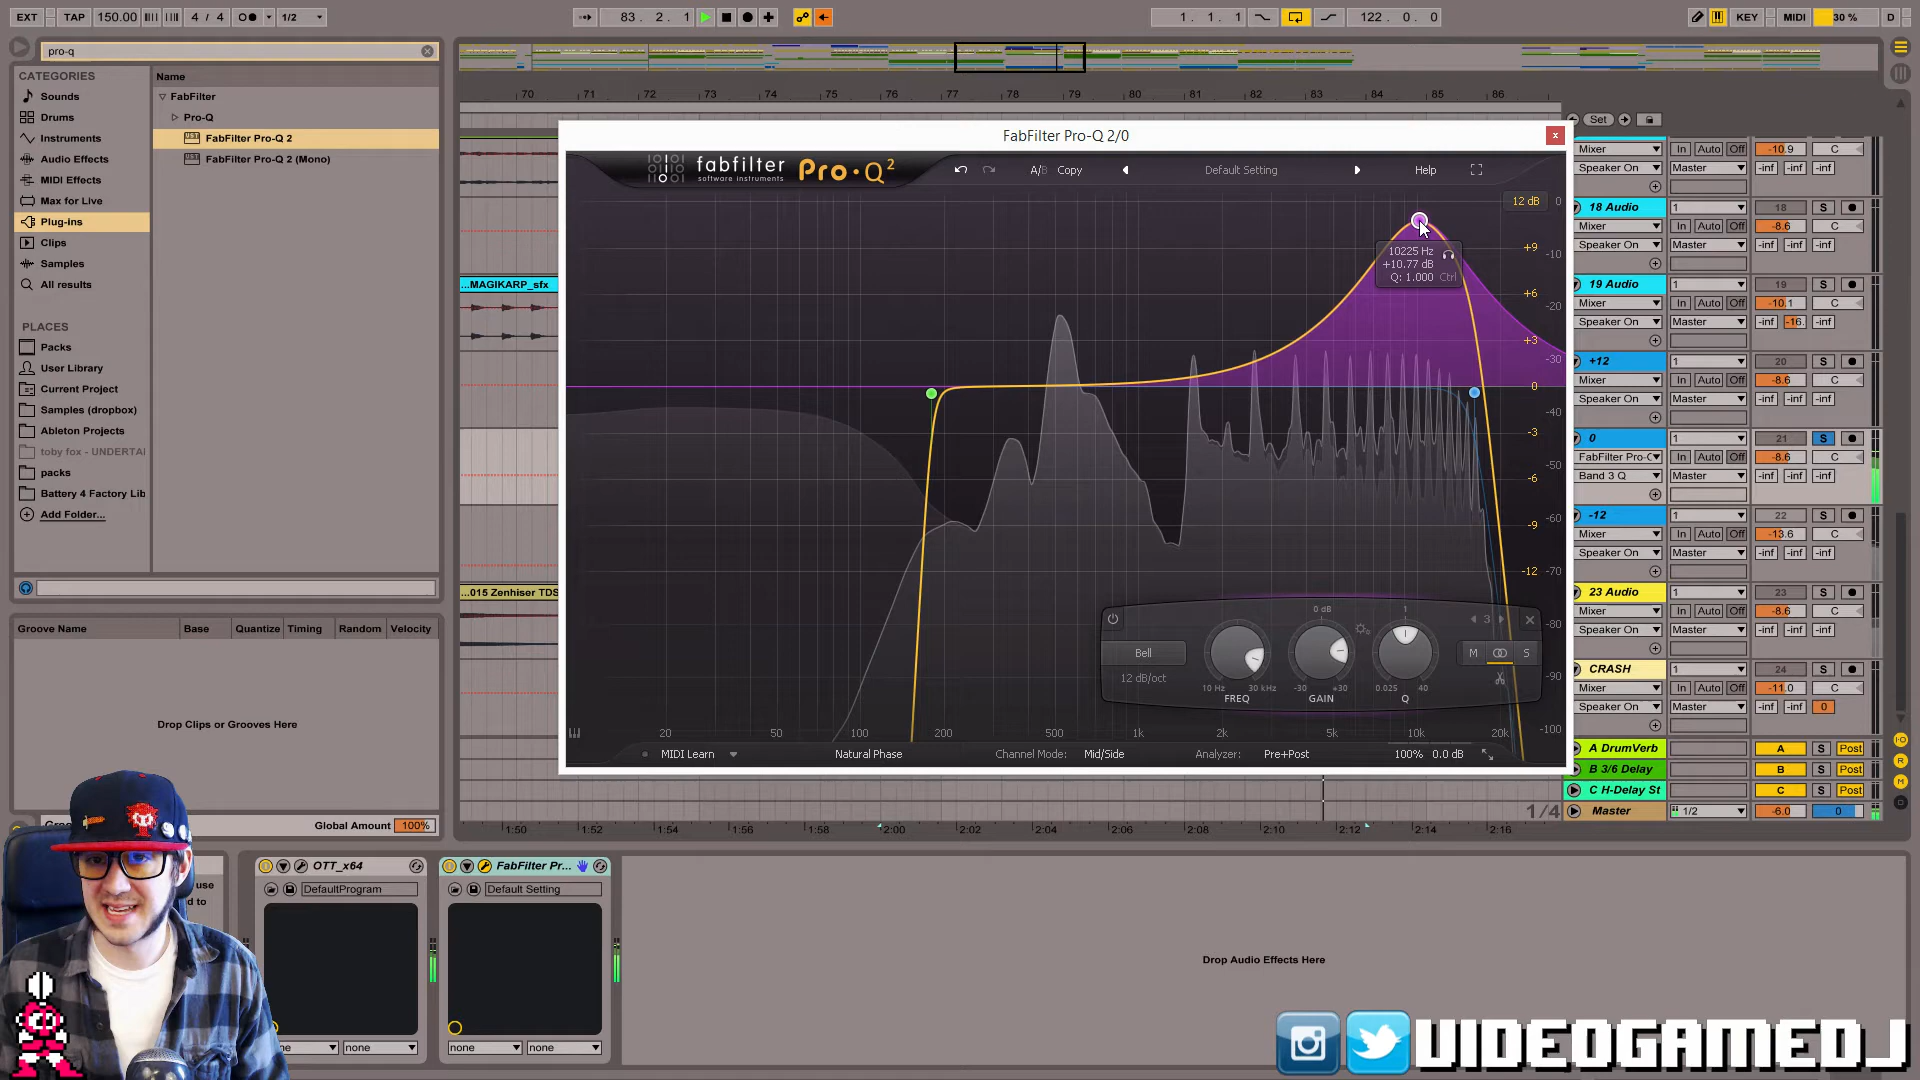 EXT TAP 150.00 4 / 4 1/2 83. 2. 1 1. 1. 1 122. 0. 0 KEY MIDI 30 % D
pro-q
CATEGORIES
Sounds
Drums
Instruments
Audio Effects
MIDI Effects
Max for Live
Plug-ins
Clips
Samples
All results
PLACES
Packs
User Library
Current Project
Samples (dropbox)
Ableton Projects
toby fox - UNDERTAI
packs
Battery 4 Factory Lib
Add Folder...
Name
FabFilter
Pro-Q
FabFilter Pro-Q 2
FabFilter Pro-Q 2 (Mono)
Groove Name Base Quantize Timing Random Velocity
Drop Clips or Grooves Here
Global Amount 100%
70 71 72 73 74 75 76 77 78 79 80 81 82 83 84 85 86
...MAGIKARP_sfx
...015 Zenhiser TDS
FabFilter Pro-Q 2/0
fabfilter
software instruments
Pro·Q²
A/B Copy Default Setting Help
12 dB 0
+9 -10
+6 -20
+3 -30
0 -40
-3 -50
-6 -60
-9 -70
-12 -80
-90
-100
10225 Hz
+10.77 dB
Q: 1.000 Ctrl
0 dB 1 3
Bell
12 dB/oct
M S
10 Hz 30 kHz -30 +30 0.025 40
FREQ GAIN Q
20 50 100 200 500 1k 2k 5k 10k 20k
MIDI Learn Natural Phase Channel Mode: Mid/Side Analyzer: Pre+Post 100% 0.0 dB
Set
Mixer In Auto Off -10.9 C
Speaker On Master -inf -inf -inf
18 Audio 1 18 S
Mixer In Auto Off -8.6 C
Speaker On Master -inf -inf -inf
19 Audio 1 19 S
Mixer In Auto Off -10.1 C
Speaker On Master -inf -16. -inf
+12 1 20 S
Mixer In Auto Off -8.6 C
Speaker On Master -inf -inf -inf
0 1 21 S
FabFilter Pro-C In Auto Off -8.6 C
Band 3 Q Master -inf -inf
-12 1 22 S
Mixer In Auto Off -13.6 C
Speaker On Master -inf -inf
23 Audio 1 23 S
Mixer In Auto Off -8.6 C
Speaker On Master -inf -inf
CRASH 1 24 S
Mixer In Auto Off -11.0 C
Speaker On Master 0
A DrumVerb A S Post
B 3/6 Delay B S Post
C H-Delay St C S Post
Master 1/2 -6.0 0
1/4
1:50 1:52 1:54 1:56 1:58 2:00 2:02 2:04 2:06 2:08 2:10 2:12 2:14 2:16
use
d to
OTT_x64
DefaultProgram
none
FabFilter Pr...
Default Setting
none none
Drop Audio Effects Here
VIDEOGAMEDJ